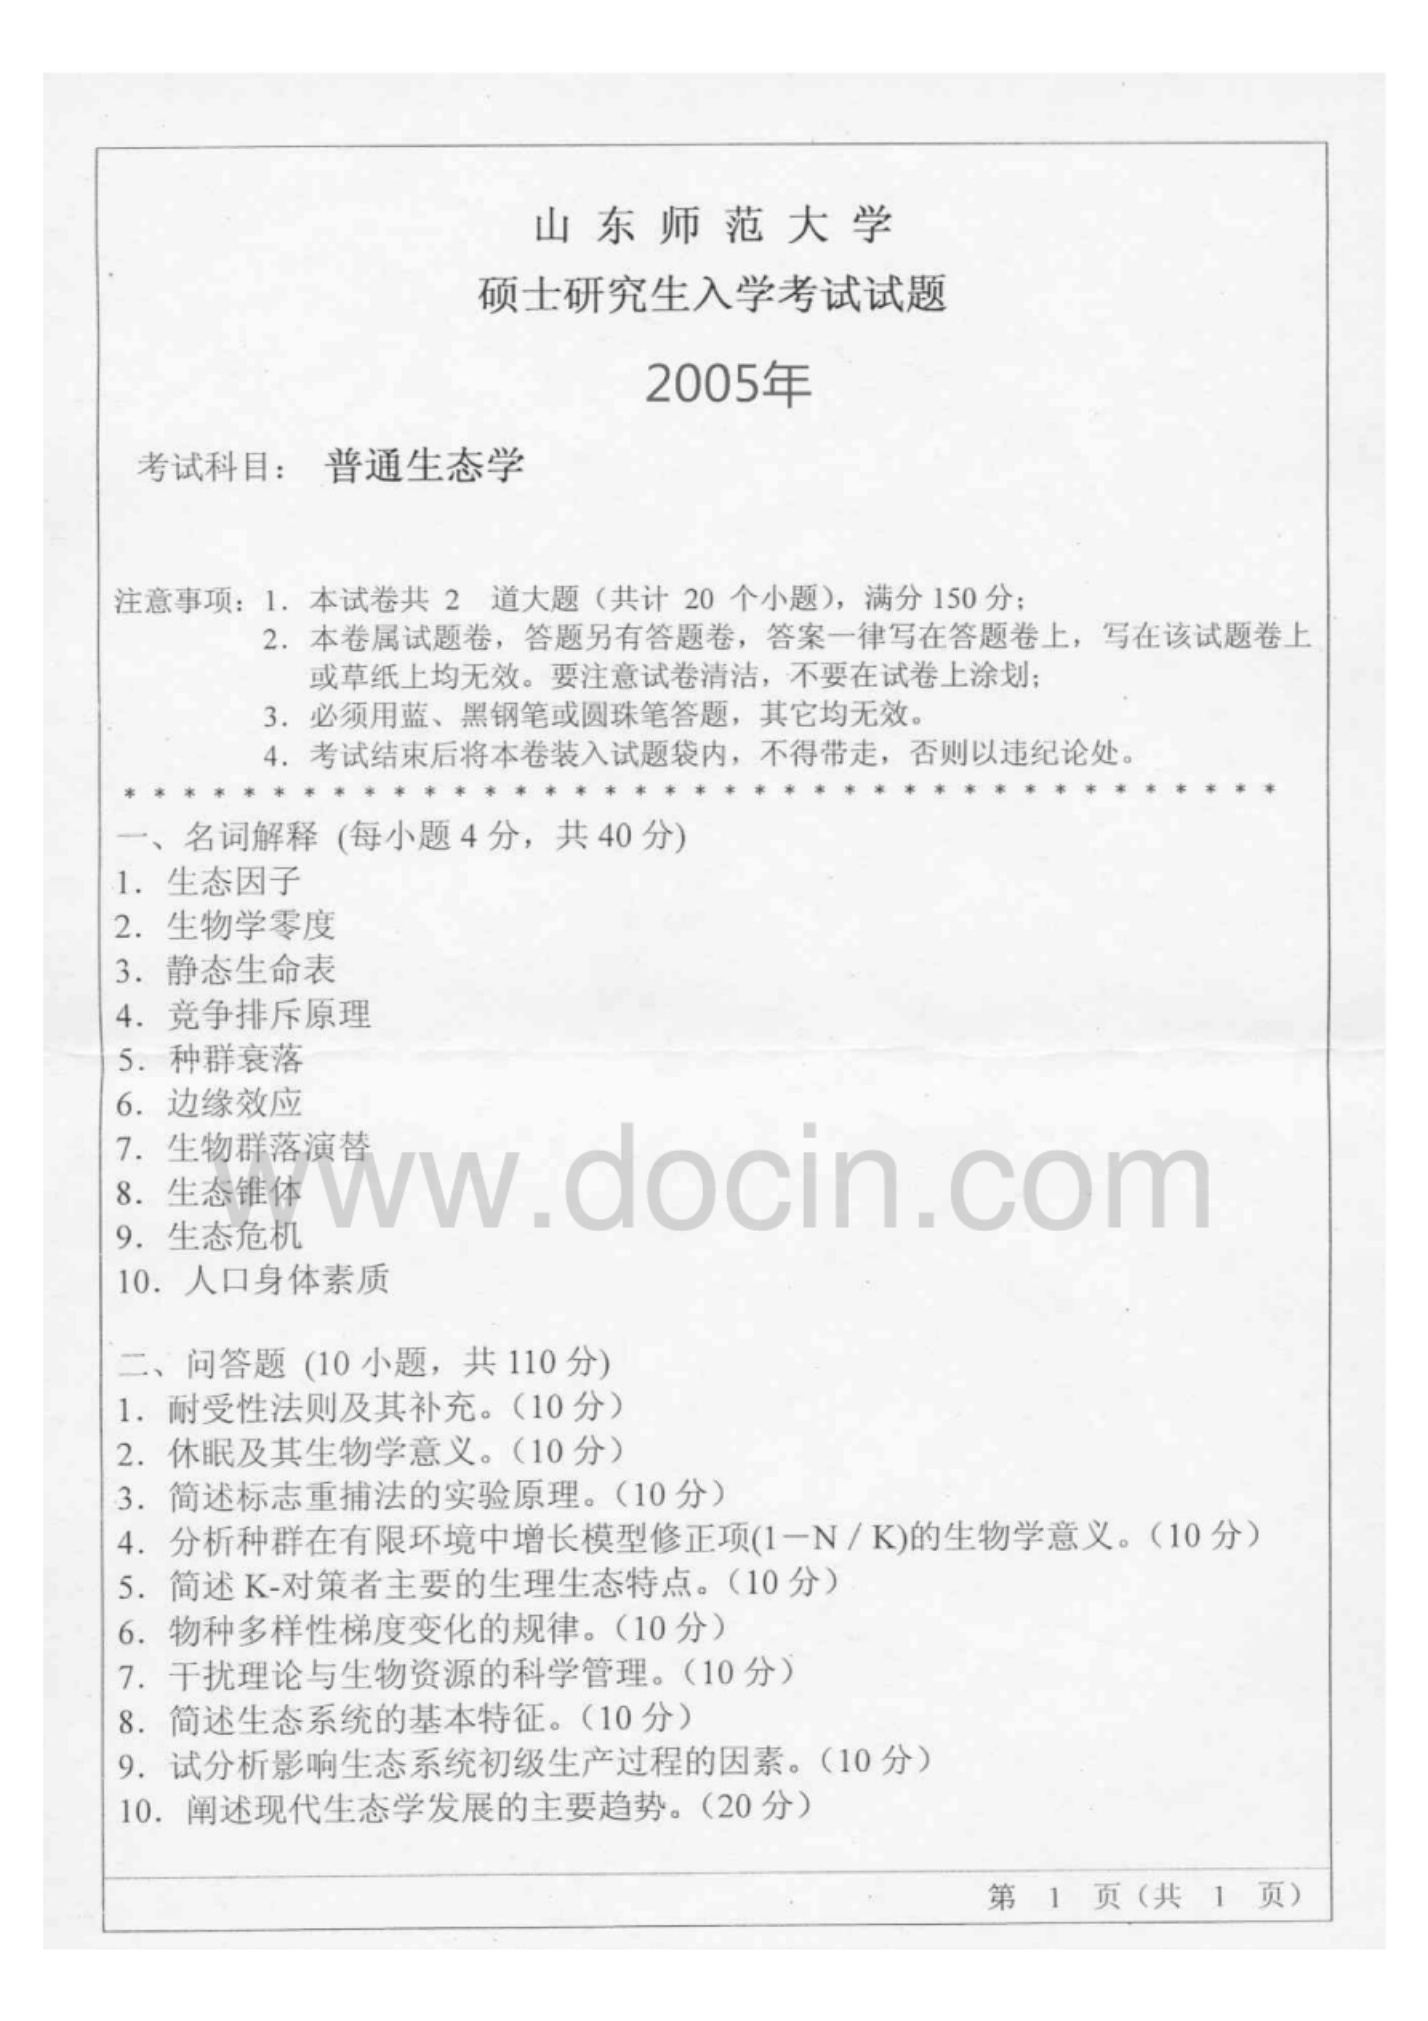 山东师范大学
硕士研究生入学考试试题
2005年
考试科目： 普通生态学
注意事项：1． 本试卷共 2 道大题（共计 20 个小题），满分 150 分；
2． 本卷属试题卷，答题另有答题卷，答案一律写在答题卷上，写在该试题卷上
或草纸上均无效。要注意试卷清洁，不要在试卷上涂划；
3． 必须用蓝、黑钢笔或圆珠笔答题，其它均无效。
4． 考试结束后将本卷装入试题袋内，不得带走，否则以违纪论处。
* * * * * * * * * * * * * * * * * * * * * * * * * * * * * * * * * * * * * * *
一、名词解释 (每小题 4 分，共 40 分)
1．生态因子
2．生物学零度
3．静态生命表
4．竞争排斥原理
5．种群衰落
6．边缘效应
7．生物群落演替
8．生态锥体
www.docin.com
9．生态危机
10．人口身体素质
二、问答题 (10 小题，共 110 分)
1．耐受性法则及其补充。（10 分）
2．休眠及其生物学意义。（10 分）
3．简述标志重捕法的实验原理。（10 分）
4．分析种群在有限环境中增长模型修正项(1－N / K)的生物学意义。（10 分）
5．简述 K-对策者主要的生理生态特点。（10 分）
6．物种多样性梯度变化的规律。（10 分）
7．干扰理论与生物资源的科学管理。（10 分）
8．简述生态系统的基本特征。（10 分）
9．试分析影响生态系统初级生产过程的因素。（10 分）
10．阐述现代生态学发展的主要趋势。（20 分）
第 1 页（共 1 页）